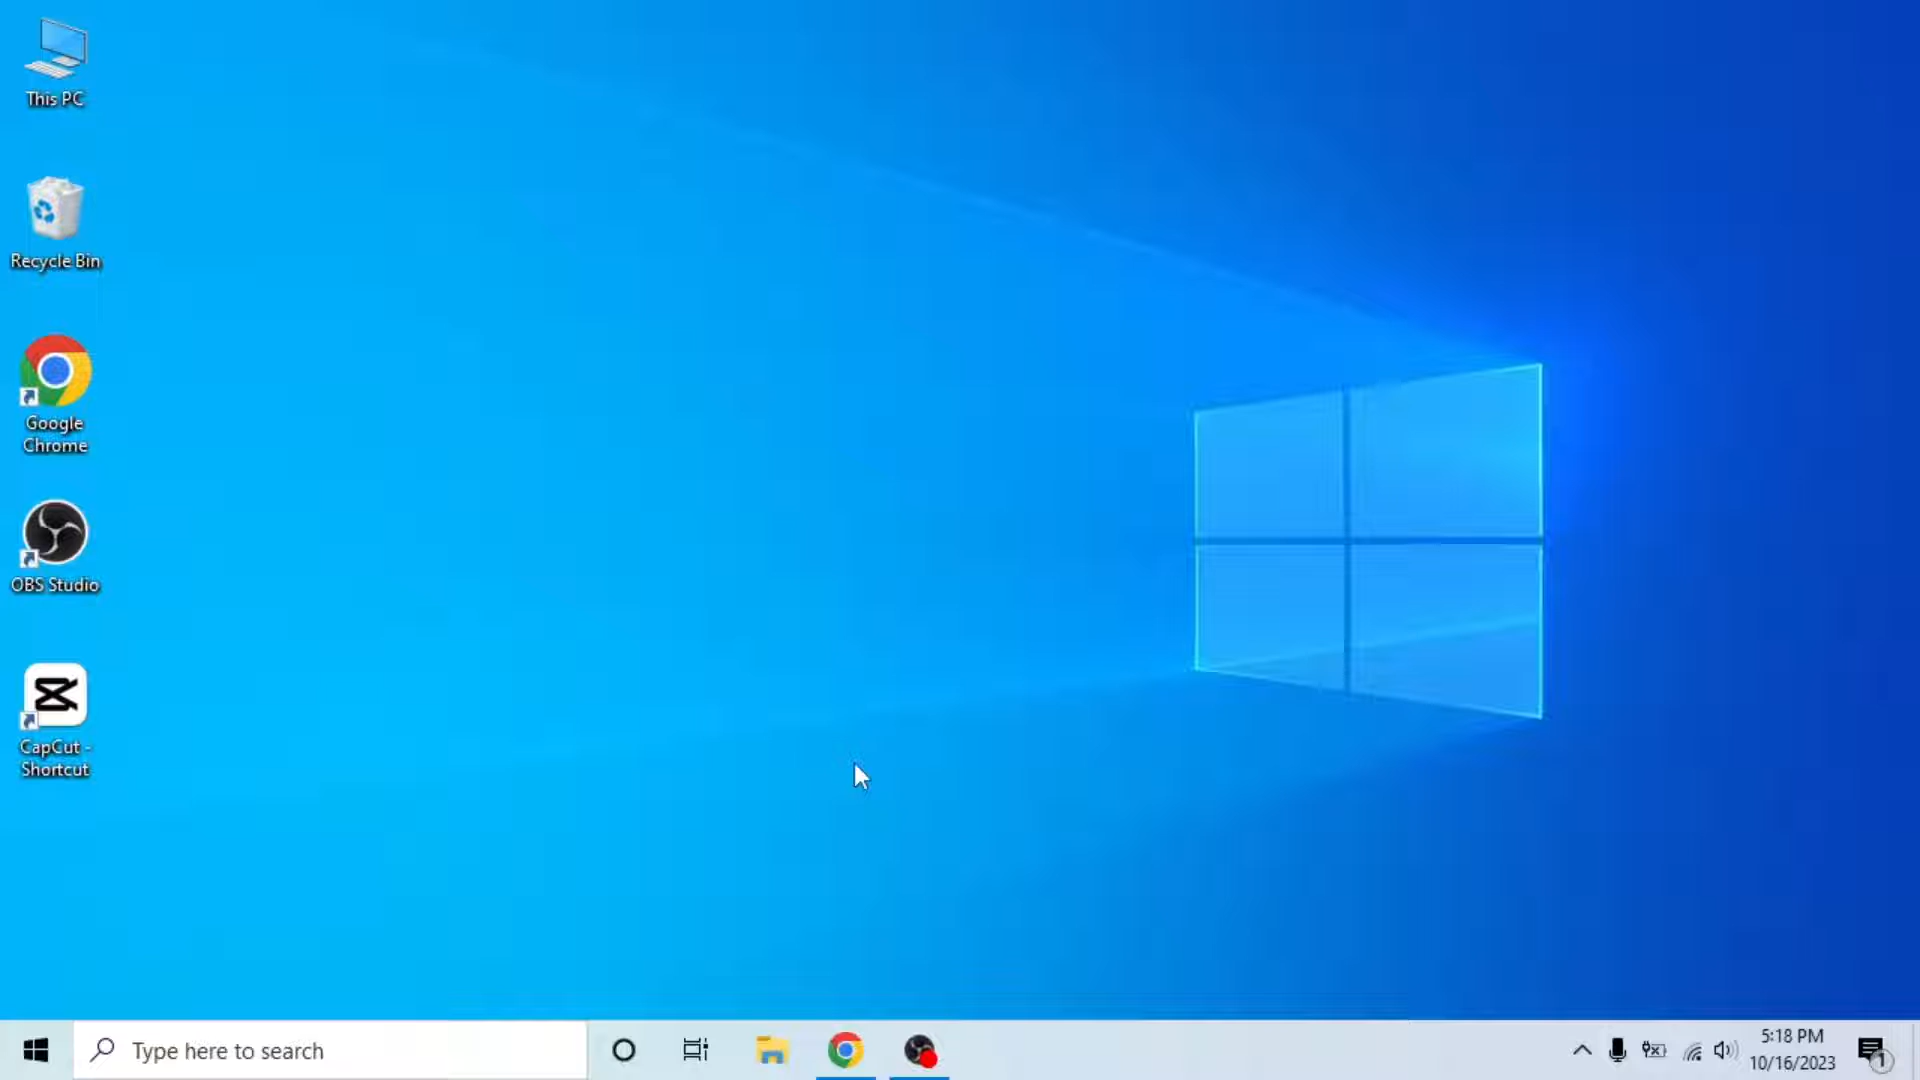 This PC
Recycle Bin
Google
Chrome
OBS Studio
CapCut -
Shortcut
Type here to search
5:18 PM
10/16/2023
1